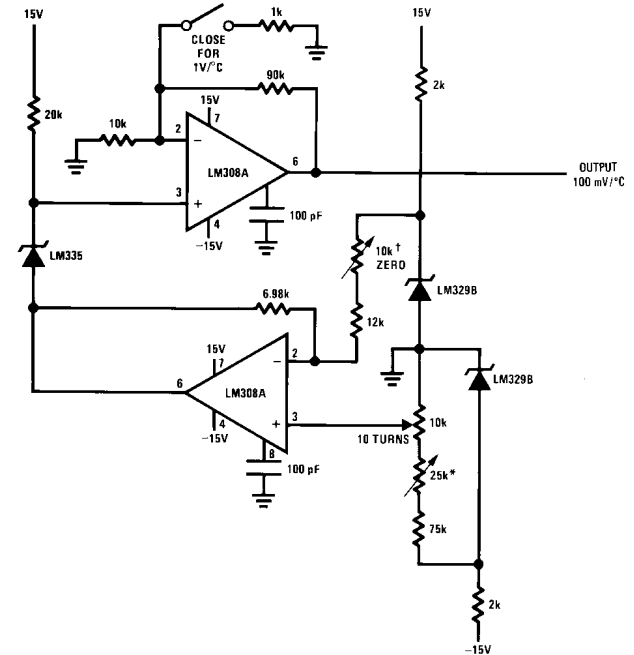 15V
1k
15V
CLOSE
FOR
1V/°C
90k
2k
20k
10k
15V
7
2
−
LM308A
6
OUTPUT
100 mV/°C
3
+
100 pF
4
−15V
10k†
ZERO
LM335
LM329B
6.98k
12k
15V
7
2
−
6
LM308A
LM329B
4
+
3
10k
−15V
10 TURNS
8
100 pF
25k*
75k
2k
−15V